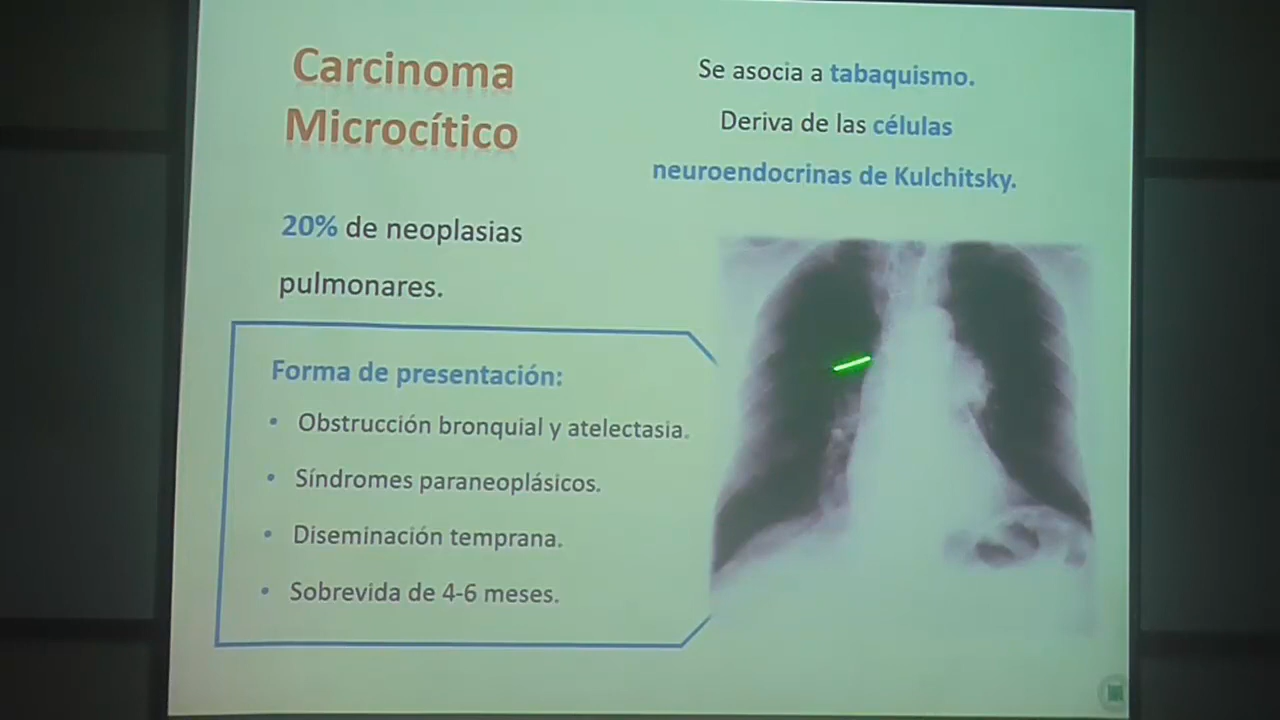 Carcinoma
Microcítico
20% de neoplasias
pulmonares.
Se asocia a tabaquismo.
Deriva de las células
neuroendocrinas de Kulchitsky.
Forma de presentación:
• Obstrucción bronquial y atelectasia.
• Síndromes paraneoplásicos.
• Diseminación temprana.
• Sobrevida de 4-6 meses.